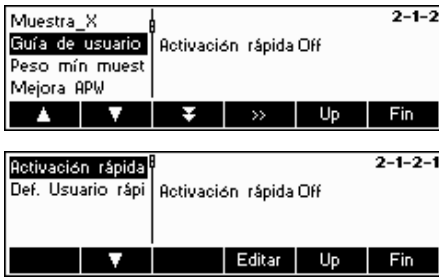 Muestra_X 2-1-2
Guía de usuario Activación rápida Off
Peso mín muest
Mejora APW
>> Up Fin
Activación rápida 2-1-2-1
Def. Usuario rápi Activación rápida Off
Editar Up Fin